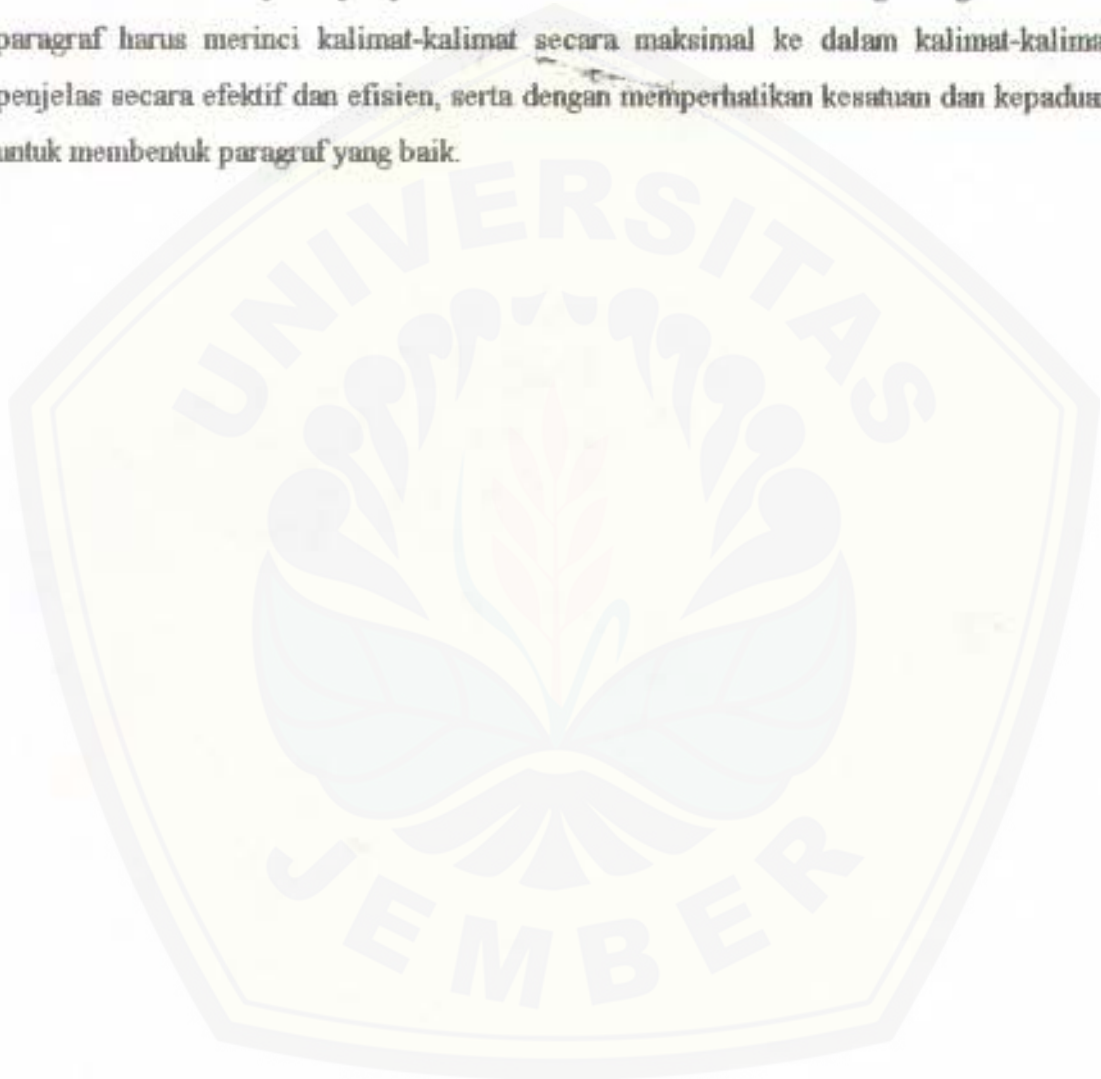 paragraf harus merinci kalimat-kalimat secara maksimal ke dalam kalimat-kalima
penjelas secara efektif dan efisien, serta dengan memperhatikan kesatuan dan kepadua
untuk membentuk paragraf yang baik.
UNIVERSITAS
JEMBER